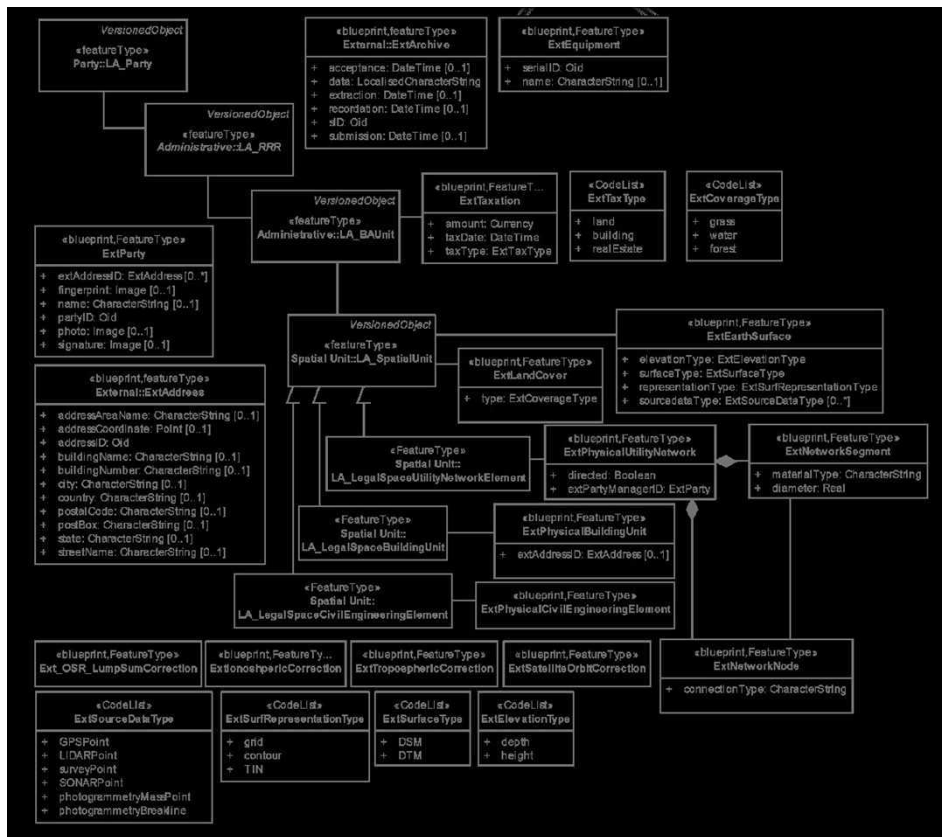 VersionedObject
«featureType»
Party::LA_Party
VersionedObject
«featureType»
Administrative::LA_RRR
«blueprint,featureType»
External::ExtArchive
+ acceptance: DateTime [0..1]
+ data: LocalisedCharacterString
+ extraction: DateTime [0..1]
+ recordation: DateTime [0..1]
+ sID: Oid
+ submission: DateTime [0..1]
«blueprint,FeatureType»
ExtEquipment
+ serialID: Oid
+ name: CharacterString [0..1]
VersionedObject
«featureType»
Administrative::LA_BAUnit
«blueprint,FeatureT...
ExtTaxation
+ amount: Currency
+ taxDate: DateTime
+ taxType: ExtTaxType
«CodeList»
ExtTaxType
+ land
+ building
+ realEstate
«CodeList»
ExtCoverageType
+ grass
+ water
+ forest
«blueprint,FeatureType»
ExtParty
+ extAddressID: ExtAddress [0..*]
+ fingerprint: Image [0..1]
+ name: CharacterString [0..1]
+ partyID: Oid
+ photo: Image [0..1]
+ signature: Image [0..1]
VersionedObject
«featureType»
Spatial Unit::LA_SpatialUnit
«blueprint,FeatureType»
ExtEarthSurface
+ elevationType: ExtElevationType
+ surfaceType: ExtSurfaceType
+ representationType: ExtSurfRepresentationType
+ sourcedataType: ExtSourceDataType [0..*]
«blueprint,FeatureType»
ExtLandCover
+ type: ExtCoverageType
«blueprint,featureType»
External::ExtAddress
+ addressAreaName: CharacterString [0..1]
+ addressCoordinate: Point [0..1]
+ addressID: Oid
+ buildingName: CharacterString [0..1]
+ buildingNumber: CharacterString [0..1]
+ city: CharacterString [0..1]
+ country: CharacterString [0..1]
+ postalCode: CharacterString [0..1]
+ postBox: CharacterString [0..1]
+ state: CharacterString [0..1]
+ streetName: CharacterString [0..1]
«FeatureType»
Spatial Unit::
LA_LegalSpaceUtilityNetworkElement
«blueprint,FeatureType»
ExtPhysicalUtilityNetwork
+ directed: Boolean
+ extPartyManagerID: ExtParty
«blueprint,FeatureType»
ExtNetworkSegment
+ materialType: CharacterString
+ diameter: Real
«FeatureType»
Spatial Unit::
LA_LegalSpaceBuildingUnit
«blueprint,FeatureType»
ExtPhysicalBuildingUnit
+ extAddressID: ExtAddress [0..1]
«FeatureType»
Spatial Unit::
LA_LegalSpaceCivilEngineeringElement
«blueprint,FeatureType»
ExtPhysicalCivilEngineeringElement
«blueprint,FeatureType»
Ext_OSR_LumpSumCorrection
«blueprint,FeatureTy...
ExtIonoshpericCorrection
«blueprint,FeatureType»
ExtTropospehricCorrection
«blueprint,FeatureType»
ExtSatelliteOrbitCorrection
«blueprint,FeatureType»
ExtNetworkNode
+ connectionType: CharacterString
«CodeList»
ExtSourceDataType
+ GPSPoint
+ LIDARPoint
+ surveyPoint
+ SONARPoint
+ photogrammetryMassPoint
+ photogrammetryBreakline
«CodeList»
ExtSurfRepresentationType
+ grid
+ contour
+ TIN
«CodeList»
ExtSurfaceType
+ DSM
+ DTM
«CodeList»
ExtElevationType
+ depth
+ height